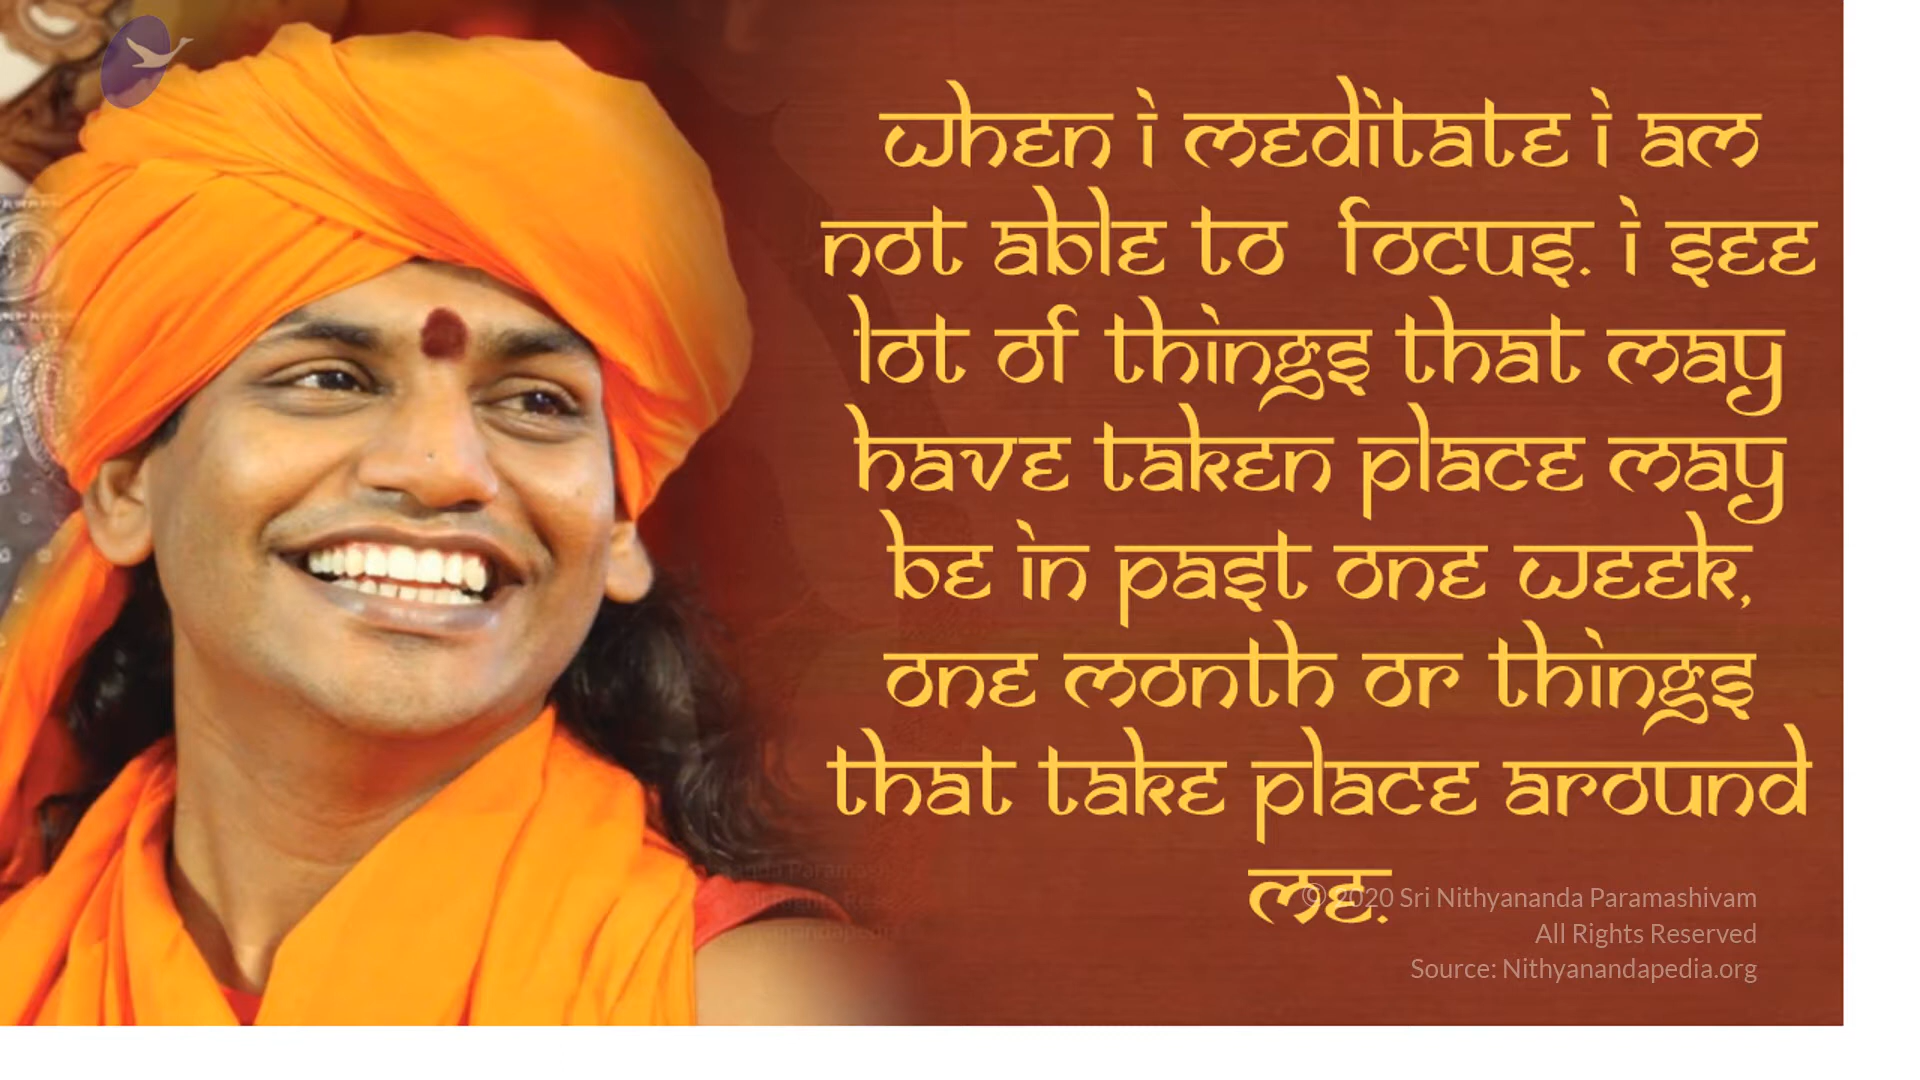 when i meditate i am
not able to focus. i see
lot of things that may
have taken place may
be in past one week,
one month or things
that take place around
me.
© 2020 Sri Nithyananda Paramashivam
All Rights Reserved
Source: Nithyanandapedia.org